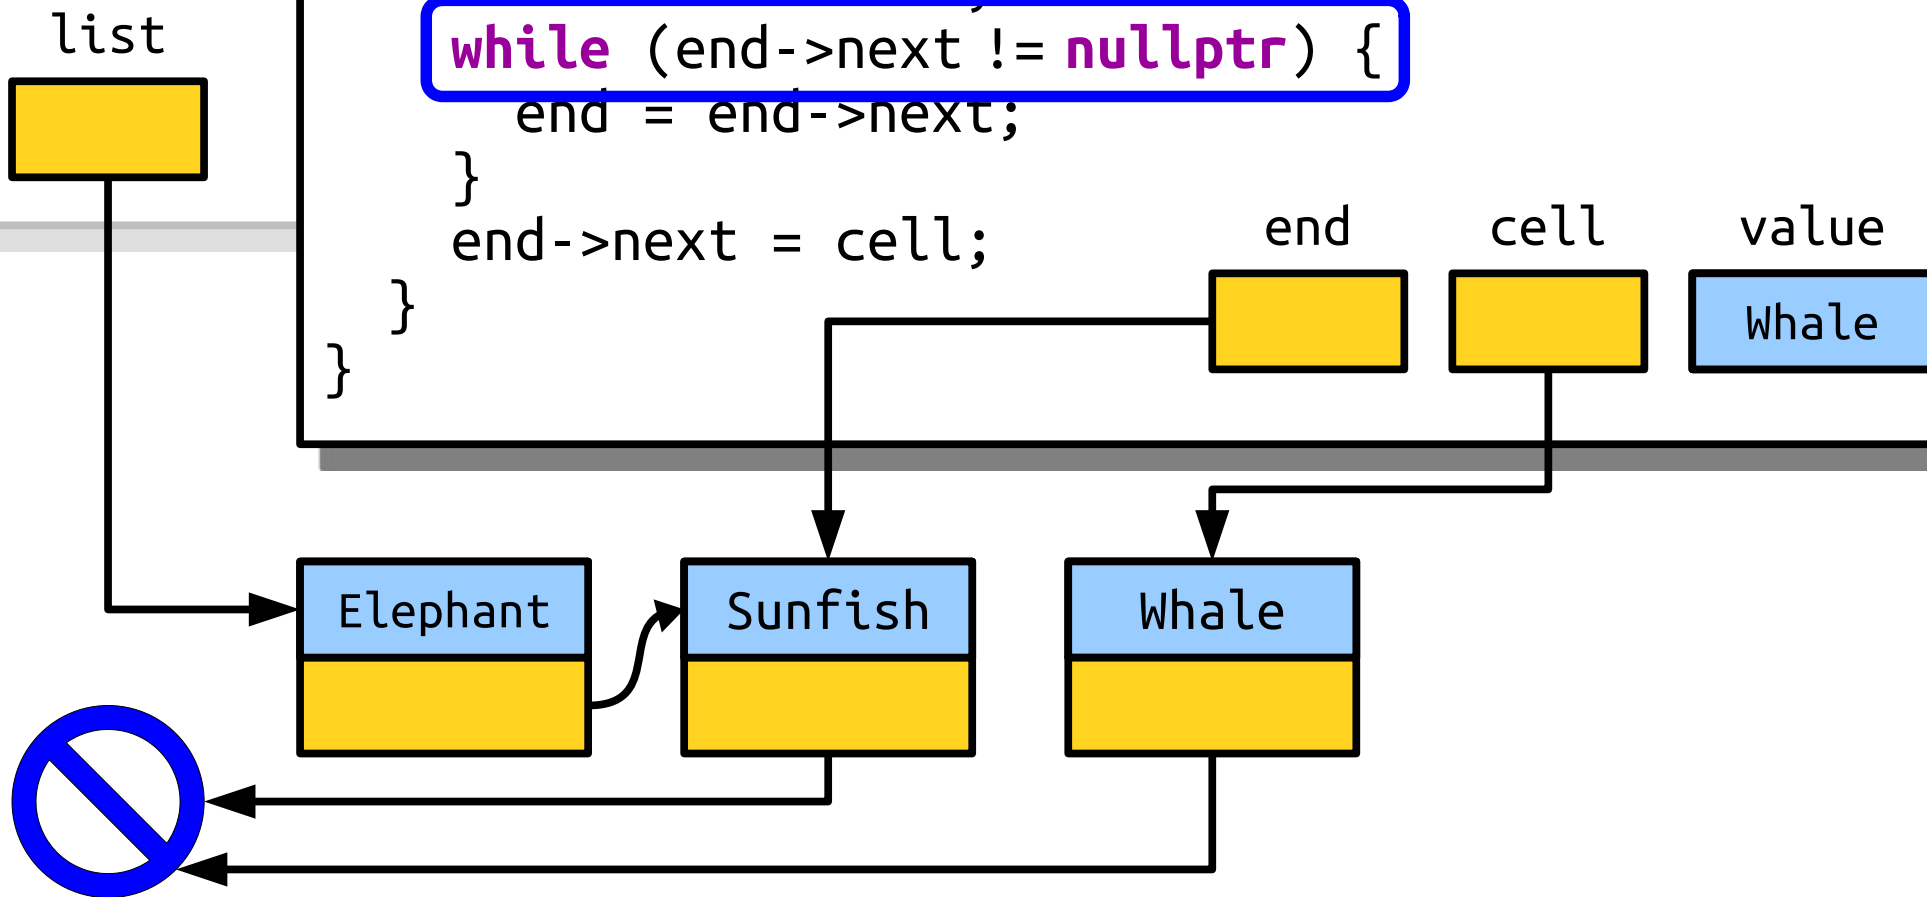 list
while (end->next != nullptr) {
end = end->next;
}
end->next = cell;
}
}
end cell value
Whale
Elephant Sunfish Whale